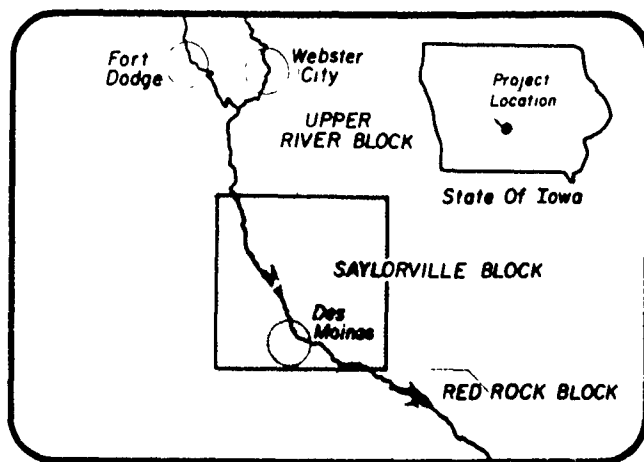 Fort
Dodge
Webster
City
Project
Location
UPPER
RIVER BLOCK
State Of Iowa
SAYLORVILLE BLOCK
Des
Moines
RED ROCK BLOCK